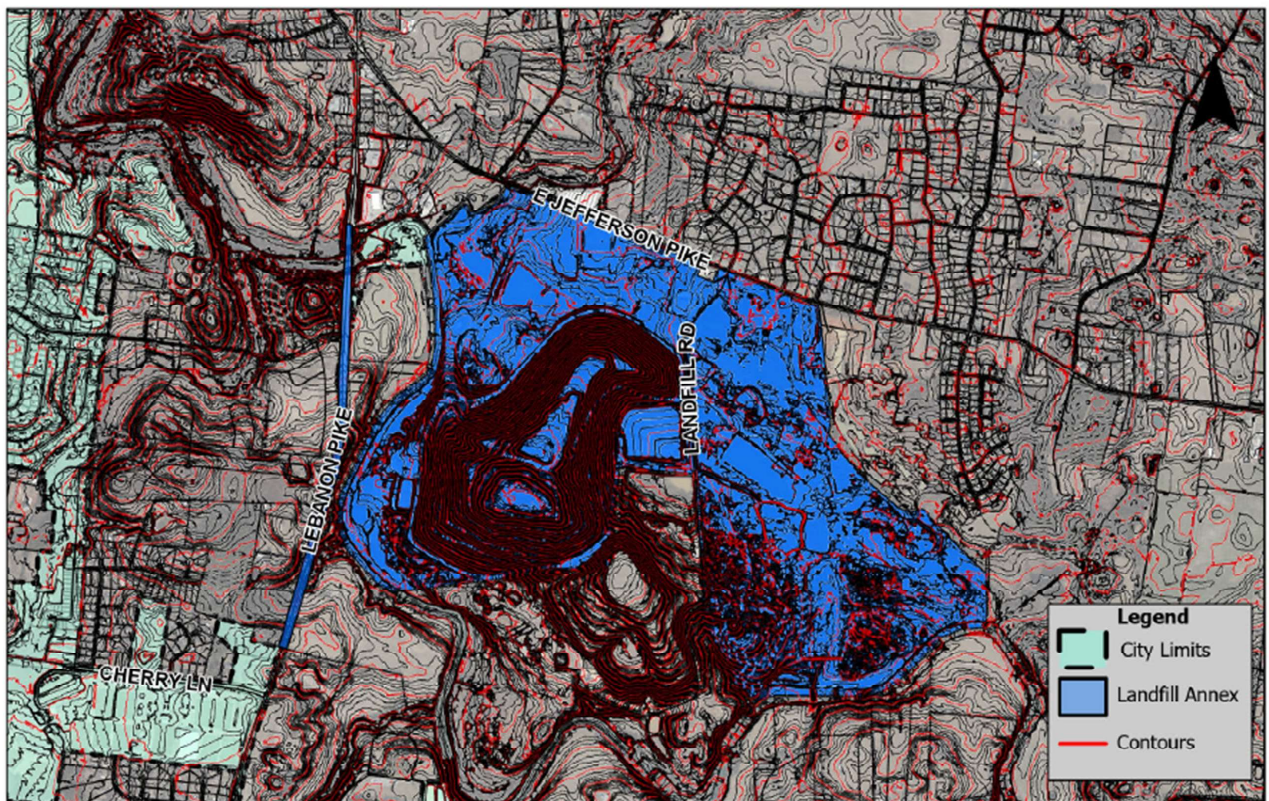 E JEFFERSON PIKE
LANDFILL RD
LEBANON PIKE
CHERRY LN
Legend
City Limits
Landfill Annex
Contours